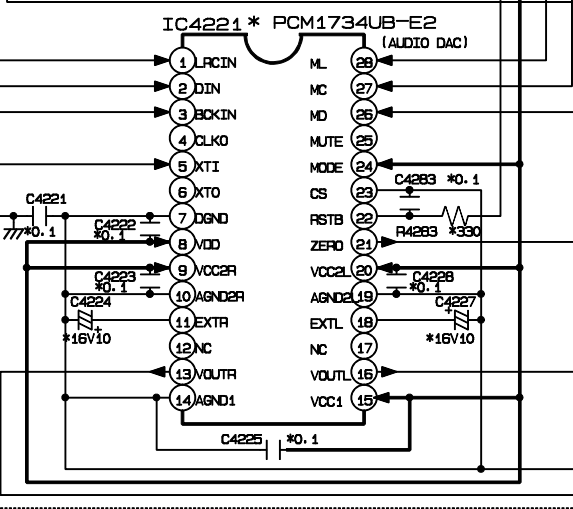 IC4221* PCM1734UB-E2
(AUDIO DAC)
1 LRCIN ML 28
2 DIN MC 27
3 BCKIN MD 26
4 CLKO MUTE 25
5 XTI MODE 24
C4283 *0.1
C4221 6 XTO CS 23
C4222 7 DGND RSTB 22
*0.1 *0.1 R4283 *330
8 VDD ZERO 21
9 VCC2R VCC2L 20
C4223 C4228
*0.1 *0.1
10 AGND2R AGND2L 19
C4224 C4227
+ 11 EXTR EXTL 18 +
*16V10 *16V10
12 NC NC 17
13 VOUTR VOUTL 16
14 AGND1 VCC1 15
C4225 *0.1